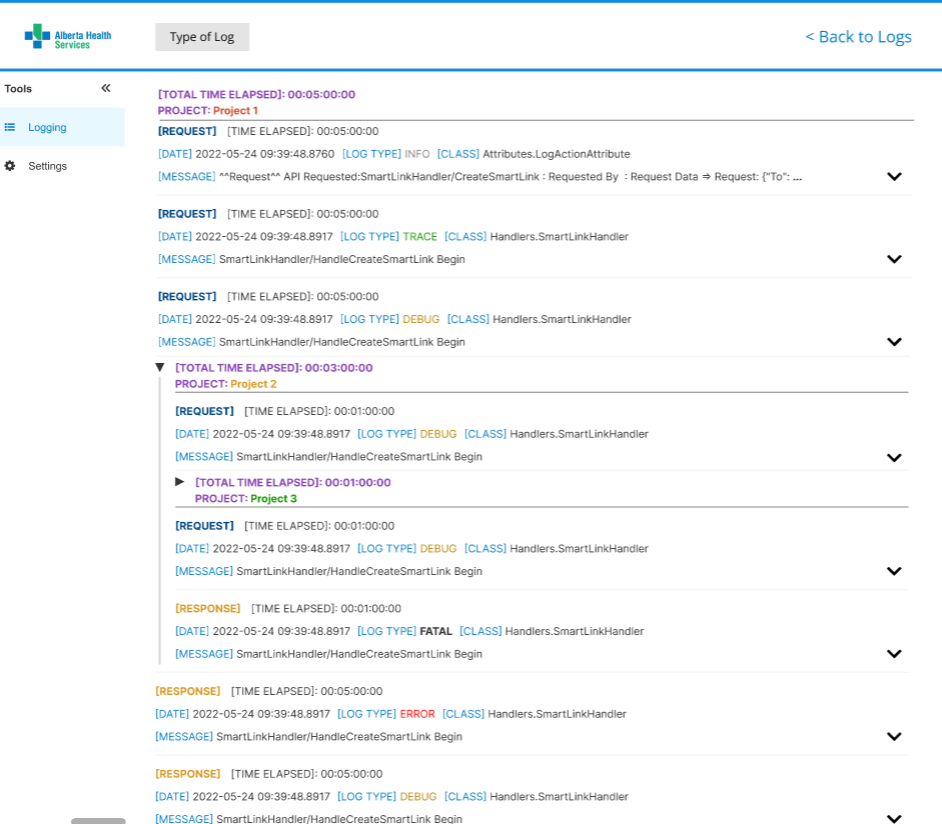 Alberta Health
Services
Type of Log
< Back to Logs
Tools
Logging
Settings
[TOTAL TIME ELAPSED]: 00:05:00:00
PROJECT: Project 1
[REQUEST] [TIME ELAPSED]: 00:05:00:00
[DATE] 2022-05-24 09:39:48.8760 [LOG TYPE] INFO [CLASS] Attributes.LogActionAttribute
[MESSAGE] ^^Request^^ API Requested:SmartLinkHandler/CreateSmartLink : Requested By : Request Data ⇒ Request: {"To": ...
[REQUEST] [TIME ELAPSED]: 00:05:00:00
[DATE] 2022-05-24 09:39:48.8917 [LOG TYPE] TRACE [CLASS] Handlers.SmartLinkHandler
[MESSAGE] SmartLinkHandler/HandleCreateSmartLink Begin
[REQUEST] [TIME ELAPSED]: 00:05:00:00
[DATE] 2022-05-24 09:39:48.8917 [LOG TYPE] DEBUG [CLASS] Handlers.SmartLinkHandler
[MESSAGE] SmartLinkHandler/HandleCreateSmartLink Begin
[TOTAL TIME ELAPSED]: 00:03:00:00
PROJECT: Project 2
[REQUEST] [TIME ELAPSED]: 00:01:00:00
[DATE] 2022-05-24 09:39:48.8917 [LOG TYPE] DEBUG [CLASS] Handlers.SmartLinkHandler
[MESSAGE] SmartLinkHandler/HandleCreateSmartLink Begin
[TOTAL TIME ELAPSED]: 00:01:00:00
PROJECT: Project 3
[REQUEST] [TIME ELAPSED]: 00:01:00:00
[DATE] 2022-05-24 09:39:48.8917 [LOG TYPE] DEBUG [CLASS] Handlers.SmartLinkHandler
[MESSAGE] SmartLinkHandler/HandleCreateSmartLink Begin
[RESPONSE] [TIME ELAPSED]: 00:01:00:00
[DATE] 2022-05-24 09:39:48.8917 [LOG TYPE] FATAL [CLASS] Handlers.SmartLinkHandler
[MESSAGE] SmartLinkHandler/HandleCreateSmartLink Begin
[RESPONSE] [TIME ELAPSED]: 00:05:00:00
[DATE] 2022-05-24 09:39:48.8917 [LOG TYPE] ERROR [CLASS] Handlers.SmartLinkHandler
[MESSAGE] SmartLinkHandler/HandleCreateSmartLink Begin
[RESPONSE] [TIME ELAPSED]: 00:05:00:00
[DATE] 2022-05-24 09:39:48.8917 [LOG TYPE] DEBUG [CLASS] Handlers.SmartLinkHandler
[MESSAGE] SmartLinkHandler/HandleCreateSmartLink Begin